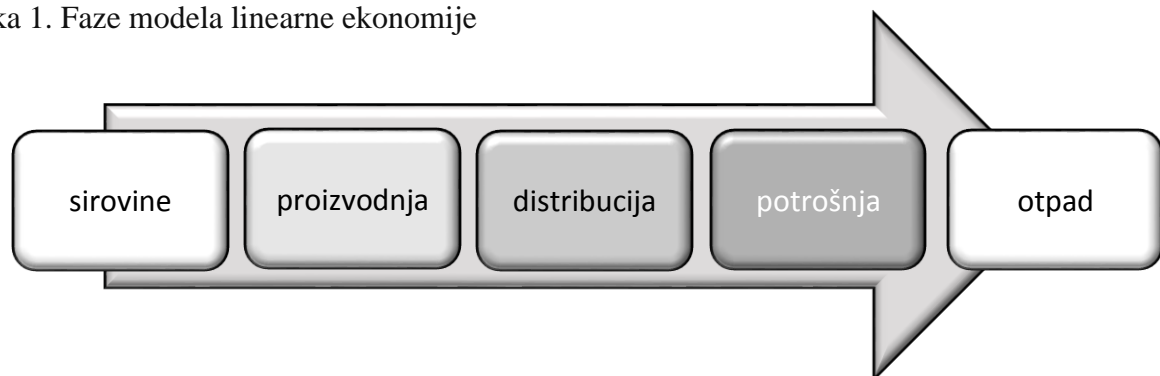 ka 1. Faze modela linearne ekonomije
sirovine
proizvodnja
distribucija
potrošnja
otpad